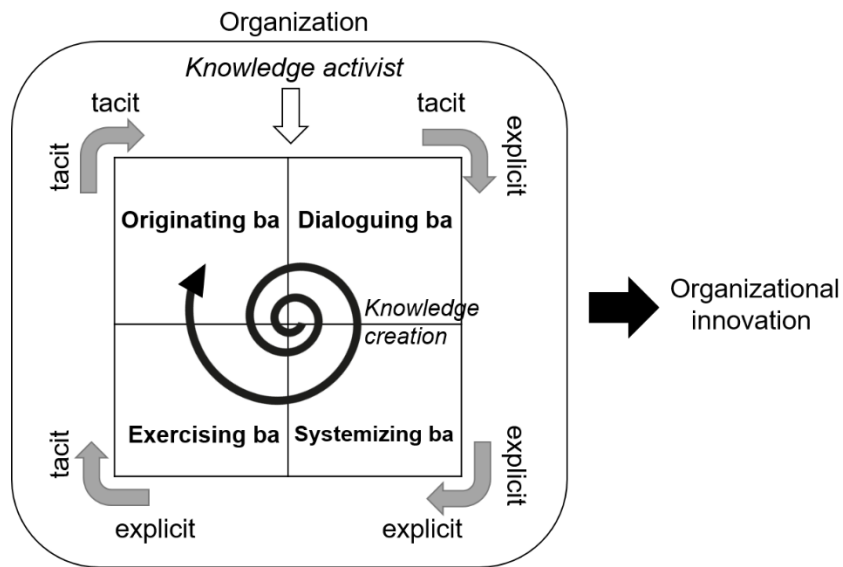 Organization
Knowledge activist
tacit
tacit
tacit
explicit
Originating ba
Dialoguing ba
Knowledge
creation
Organizational
innovation
Exercising ba
Systemizing ba
tacit
explicit
explicit
explicit